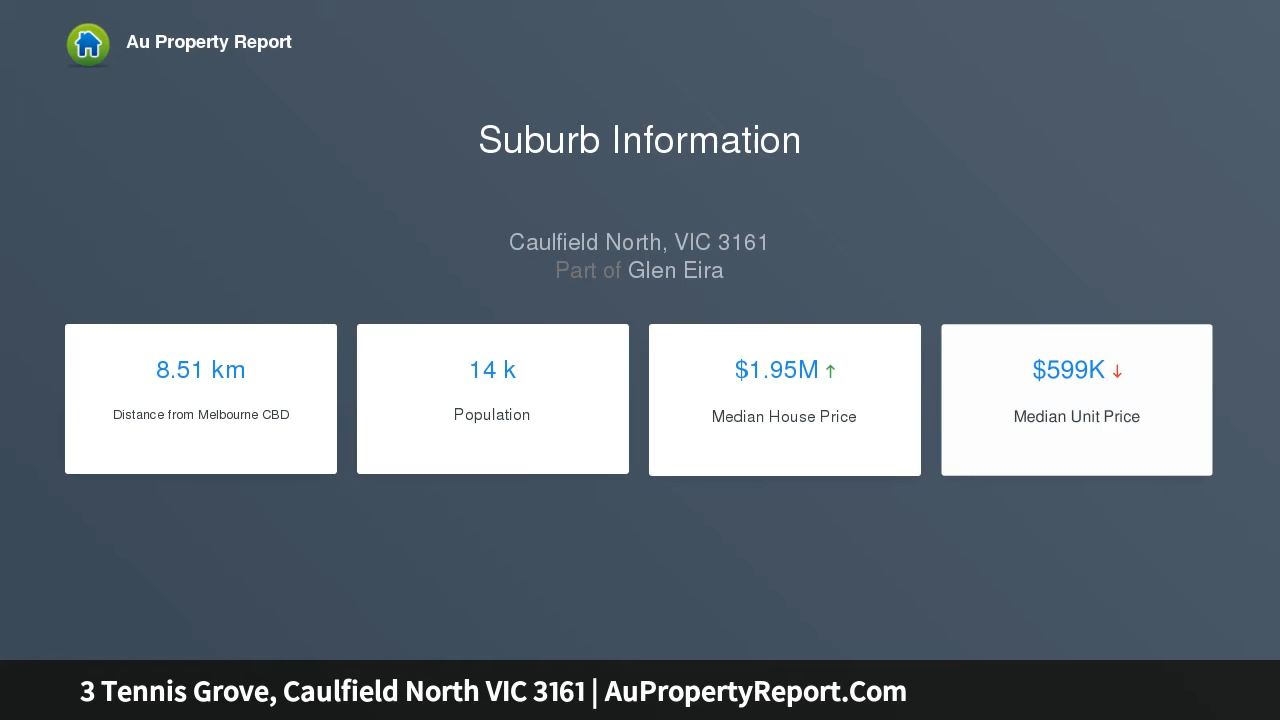 Au Property Report
Suburb Information
Caulfield North, VIC 3161
Part of Glen Eira
8.51 km
Distance from Melbourne CBD
14 k
Population
$1.95M ↑
Median House Price
$599K ↓
Median Unit Price
3 Tennis Grove, Caulfield North VIC 3161 | AuPropertyReport.Com